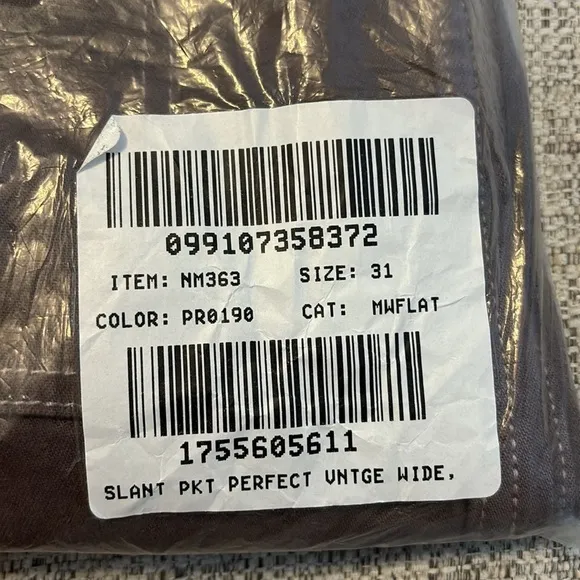 099107358372
ITEM: NM363 SIZE: 31
COLOR: PR0190 CAT: MWFLAT
1755605611
SLANT PKT PERFECT VNTGE WIDE,